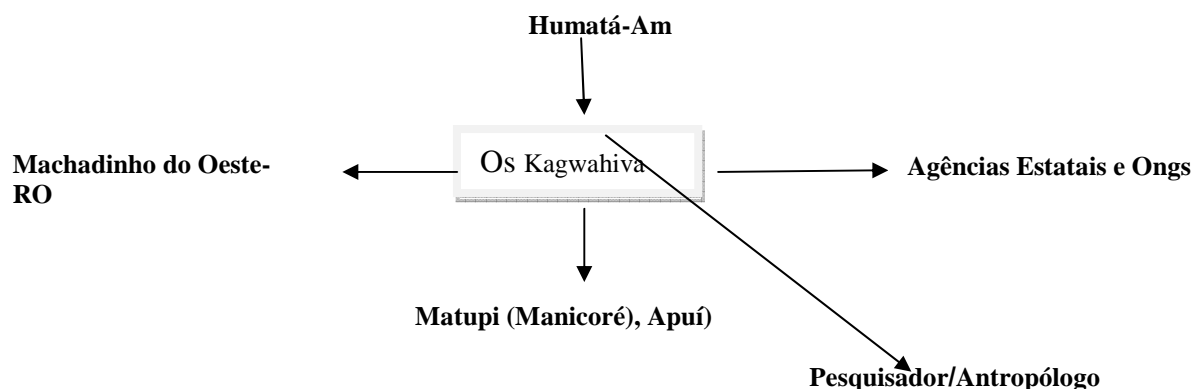 Humatá-Am
Machadinho do Oeste-
RO
Os Kagwahiva
Agências Estatais e Ongs
Matupi (Manicoré), Apuí)
Pesquisador/Antropólogo